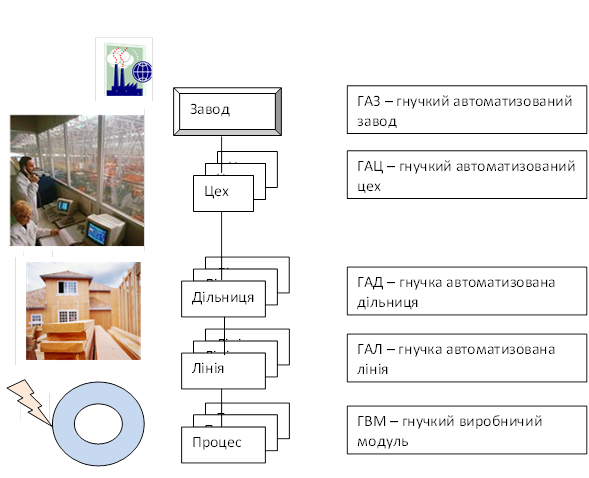 Завод
ГАЗ – гнучкий автоматизований
завод
Цех
ГАЦ – гнучкий автоматизований
цех
Дільниця
ГАД – гнучка автоматизована
дільниця
Лінія
ГАЛ – гнучка автоматизована
лінія
Процес
ГВМ – гнучкий виробничий
модуль